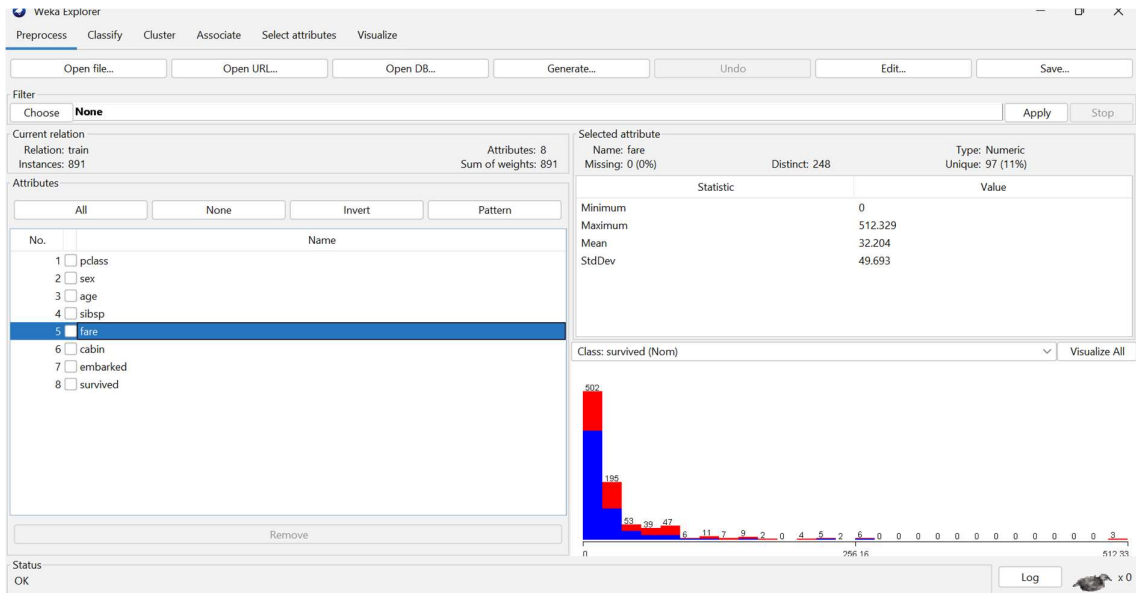 Weka Explorer
Preprocess Classify Cluster Associate Select attributes Visualize
Open file... Open URL... Open DB... Generate... Undo Edit... Save...
Filter
Choose None Apply Stop
Current relation
Relation: train Attributes: 8
Instances: 891 Sum of weights: 891
Attributes
All None Invert Pattern
No. Name
1 pclass
2 sex
3 age
4 sibsp
5 fare
6 cabin
7 embarked
8 survived
Remove
Selected attribute
Name: fare Type: Numeric
Missing: 0 (0%) Distinct: 248 Unique: 97 (11%)
Statistic Value
Minimum 0
Maximum 512.329
Mean 32.204
StdDev 49.693
Class: survived (Nom) Visualize All
502
195
53 39 47 6 11 7 9 2 0 4 5 2 6 0 0 0 0 0 0 0 0 0 0 0 0 3
0 256.16 512.33
Status
OK Log x 0